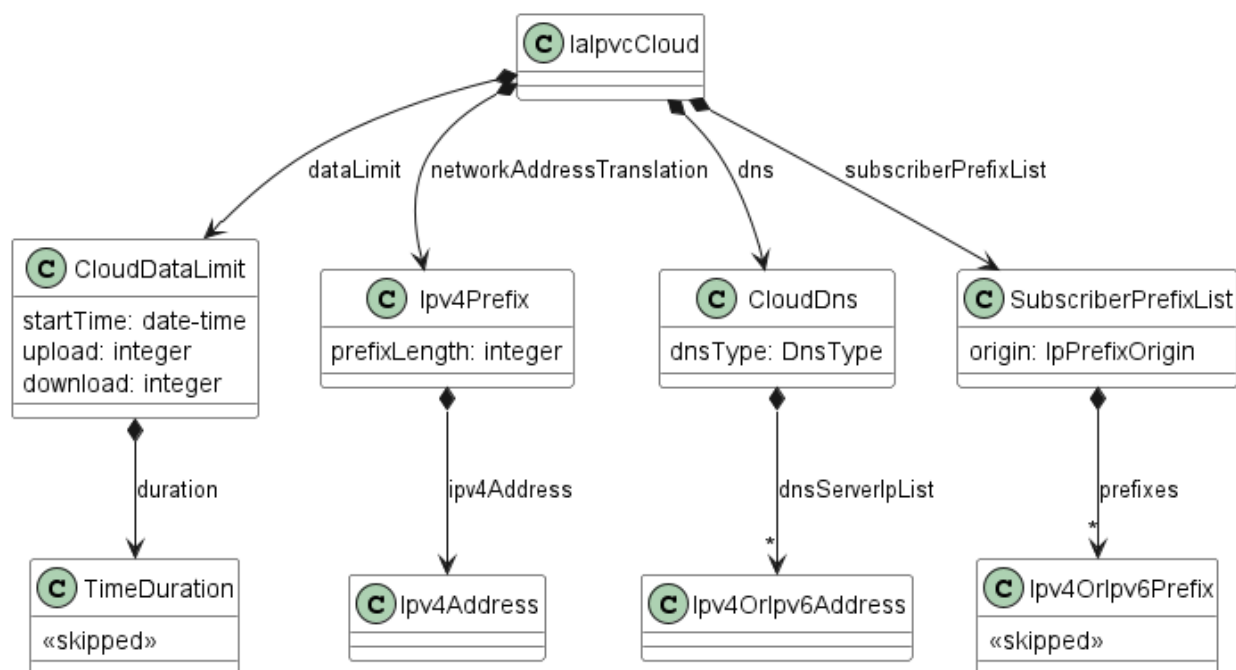 C IaIpvcCloud
dataLimit
networkAddressTranslation
dns
subscriberPrefixList
C CloudDataLimit
startTime: date-time
upload: integer
download: integer
C Ipv4Prefix
prefixLength: integer
C CloudDns
dnsType: DnsType
C SubscriberPrefixList
origin: IpPrefixOrigin
duration
ipv4Address
dnsServerIpList
*
prefixes
*
C TimeDuration
«skipped»
C Ipv4Address
C Ipv4OrIpv6Address
C Ipv4OrIpv6Prefix
«skipped»